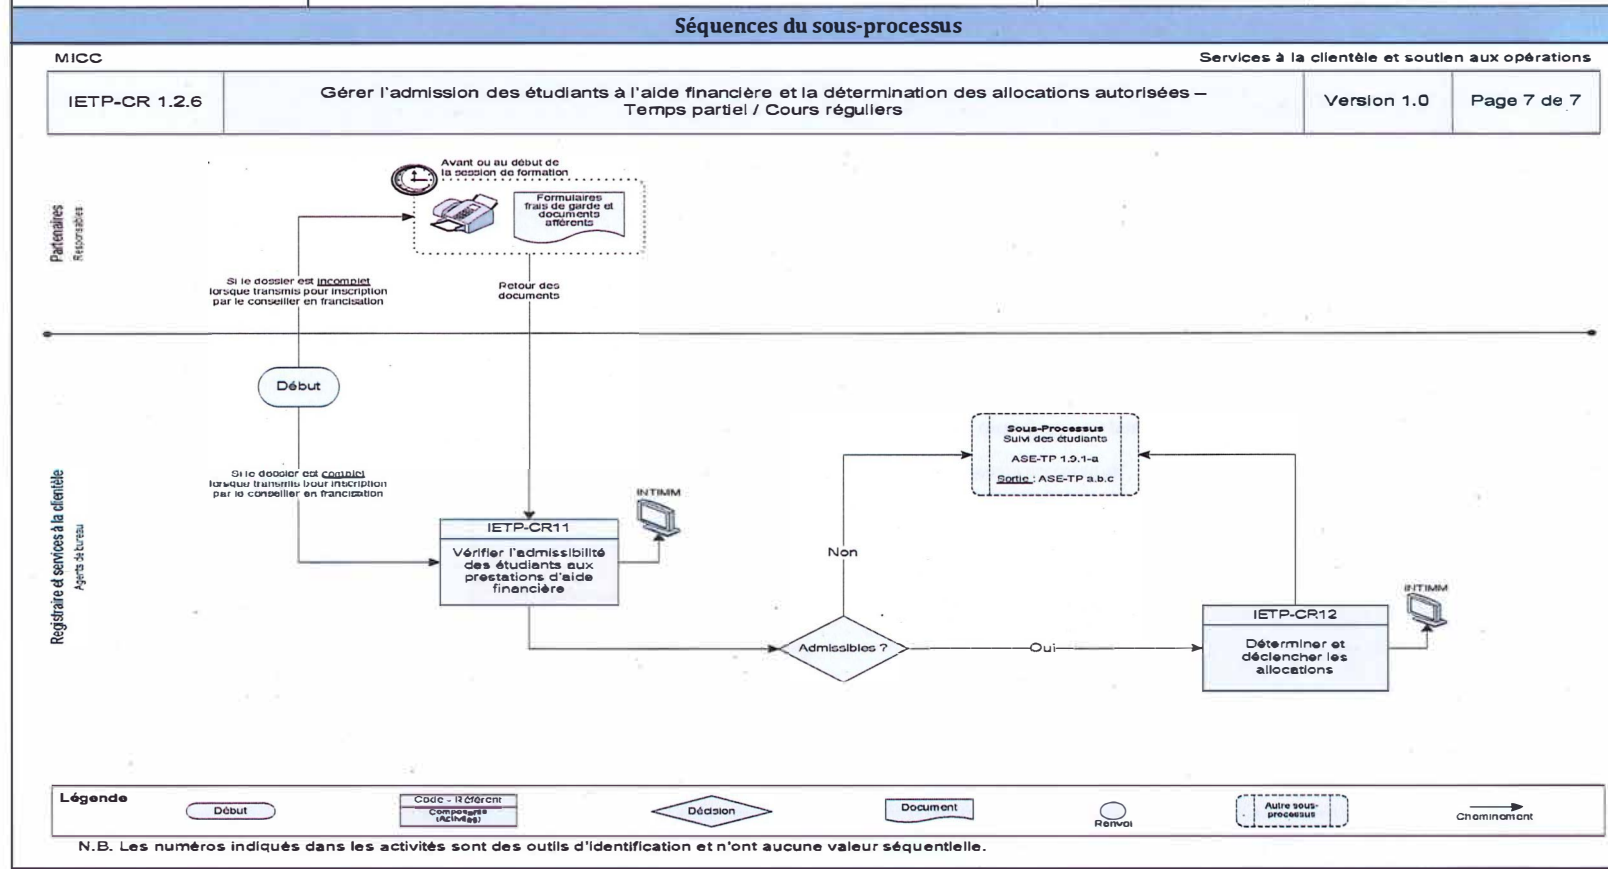 Séquences du sous-processus
MICC
Services à la clientèle et soutien aux opérations
IETP-CR 1.2.6
Gérer l'admission des étudiants à l'aide financière et la détermination des allocations autorisées –
Temps partiel / Cours réguliers
Version 1.0
Page 7 de 7
Avant ou au début de
la session de formation
Formulaires
frais de garde et
documents
afférents
Partenaires
Responsables
Si le dossier est incomplet
lorsque transmis pour inscription
par le conseiller en francisation
Retour des
documents
Début
Sous-Processus
Suivi des étudiants
ASE-TP 1.9.1-a
Sortie : ASE-TP a.b.c
Si le dossier est complet
lorsque transmis pour inscription
par le conseiller en francisation
Registraire et services à la clientèle
Agents de bureau
INTIMM
IETP-CR11
Vérifier l'admissibilité
des étudiants aux
prestations d'aide
financière
Non
Admissibles ?
Oui
INTIMM
IETP-CR12
Déterminer et
déclencher les
allocations
Légende
Début
Code - Référent
Composante
(Activités)
Décision
Document
Renvoi
Autre sous-
processus
Cheminement
N.B. Les numéros indiqués dans les activités sont des outils d'identification et n'ont aucune valeur séquentielle.